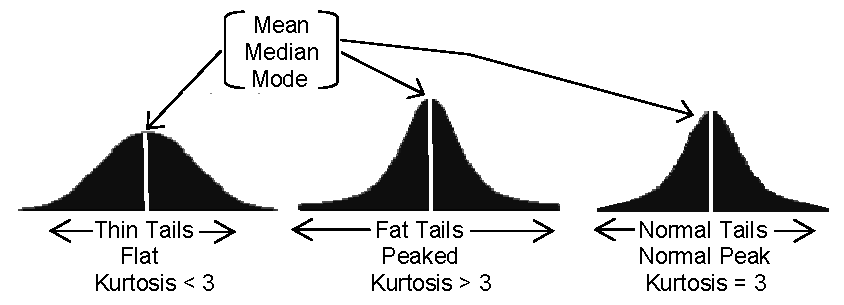 Mean
Median
Mode
Thin Tails
Flat
Kurtosis < 3
Fat Tails
Peaked
Kurtosis > 3
Normal Tails
Normal Peak
Kurtosis = 3